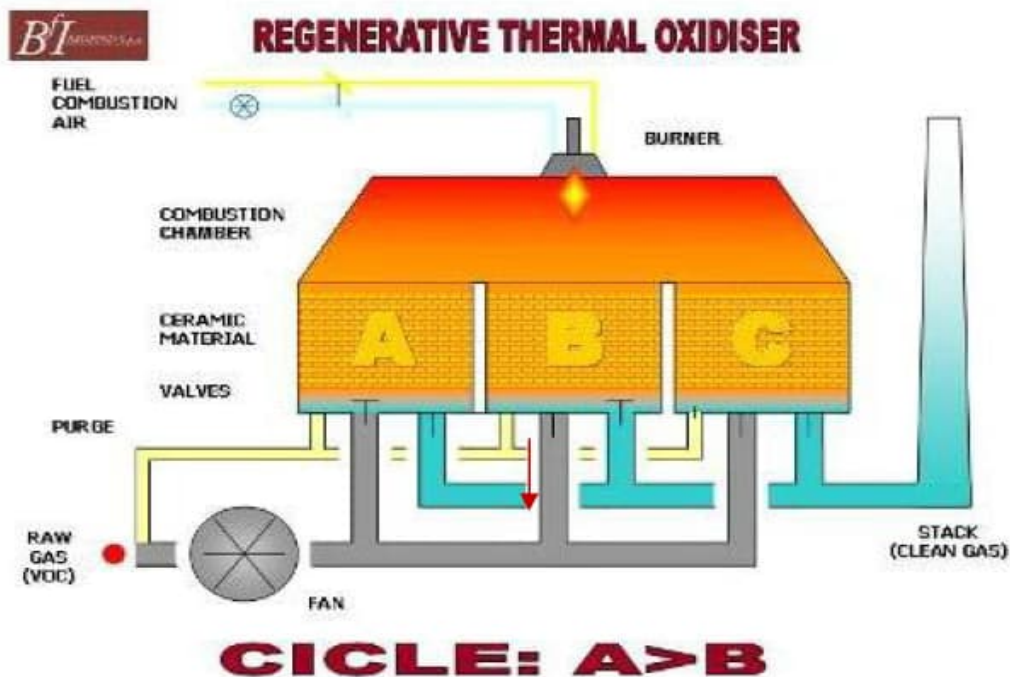 BfT
REGENERATIVE THERMAL OXIDISER
FUEL
COMBUSTION
AIR
BURNER
COMBUSTION
CHAMBER
CERAMIC
MATERIAL
A B C
VALVES
PURGE
RAW
GAS
(VOC)
FAN
STACK
(CLEAN GAS)
CICLE: A>B